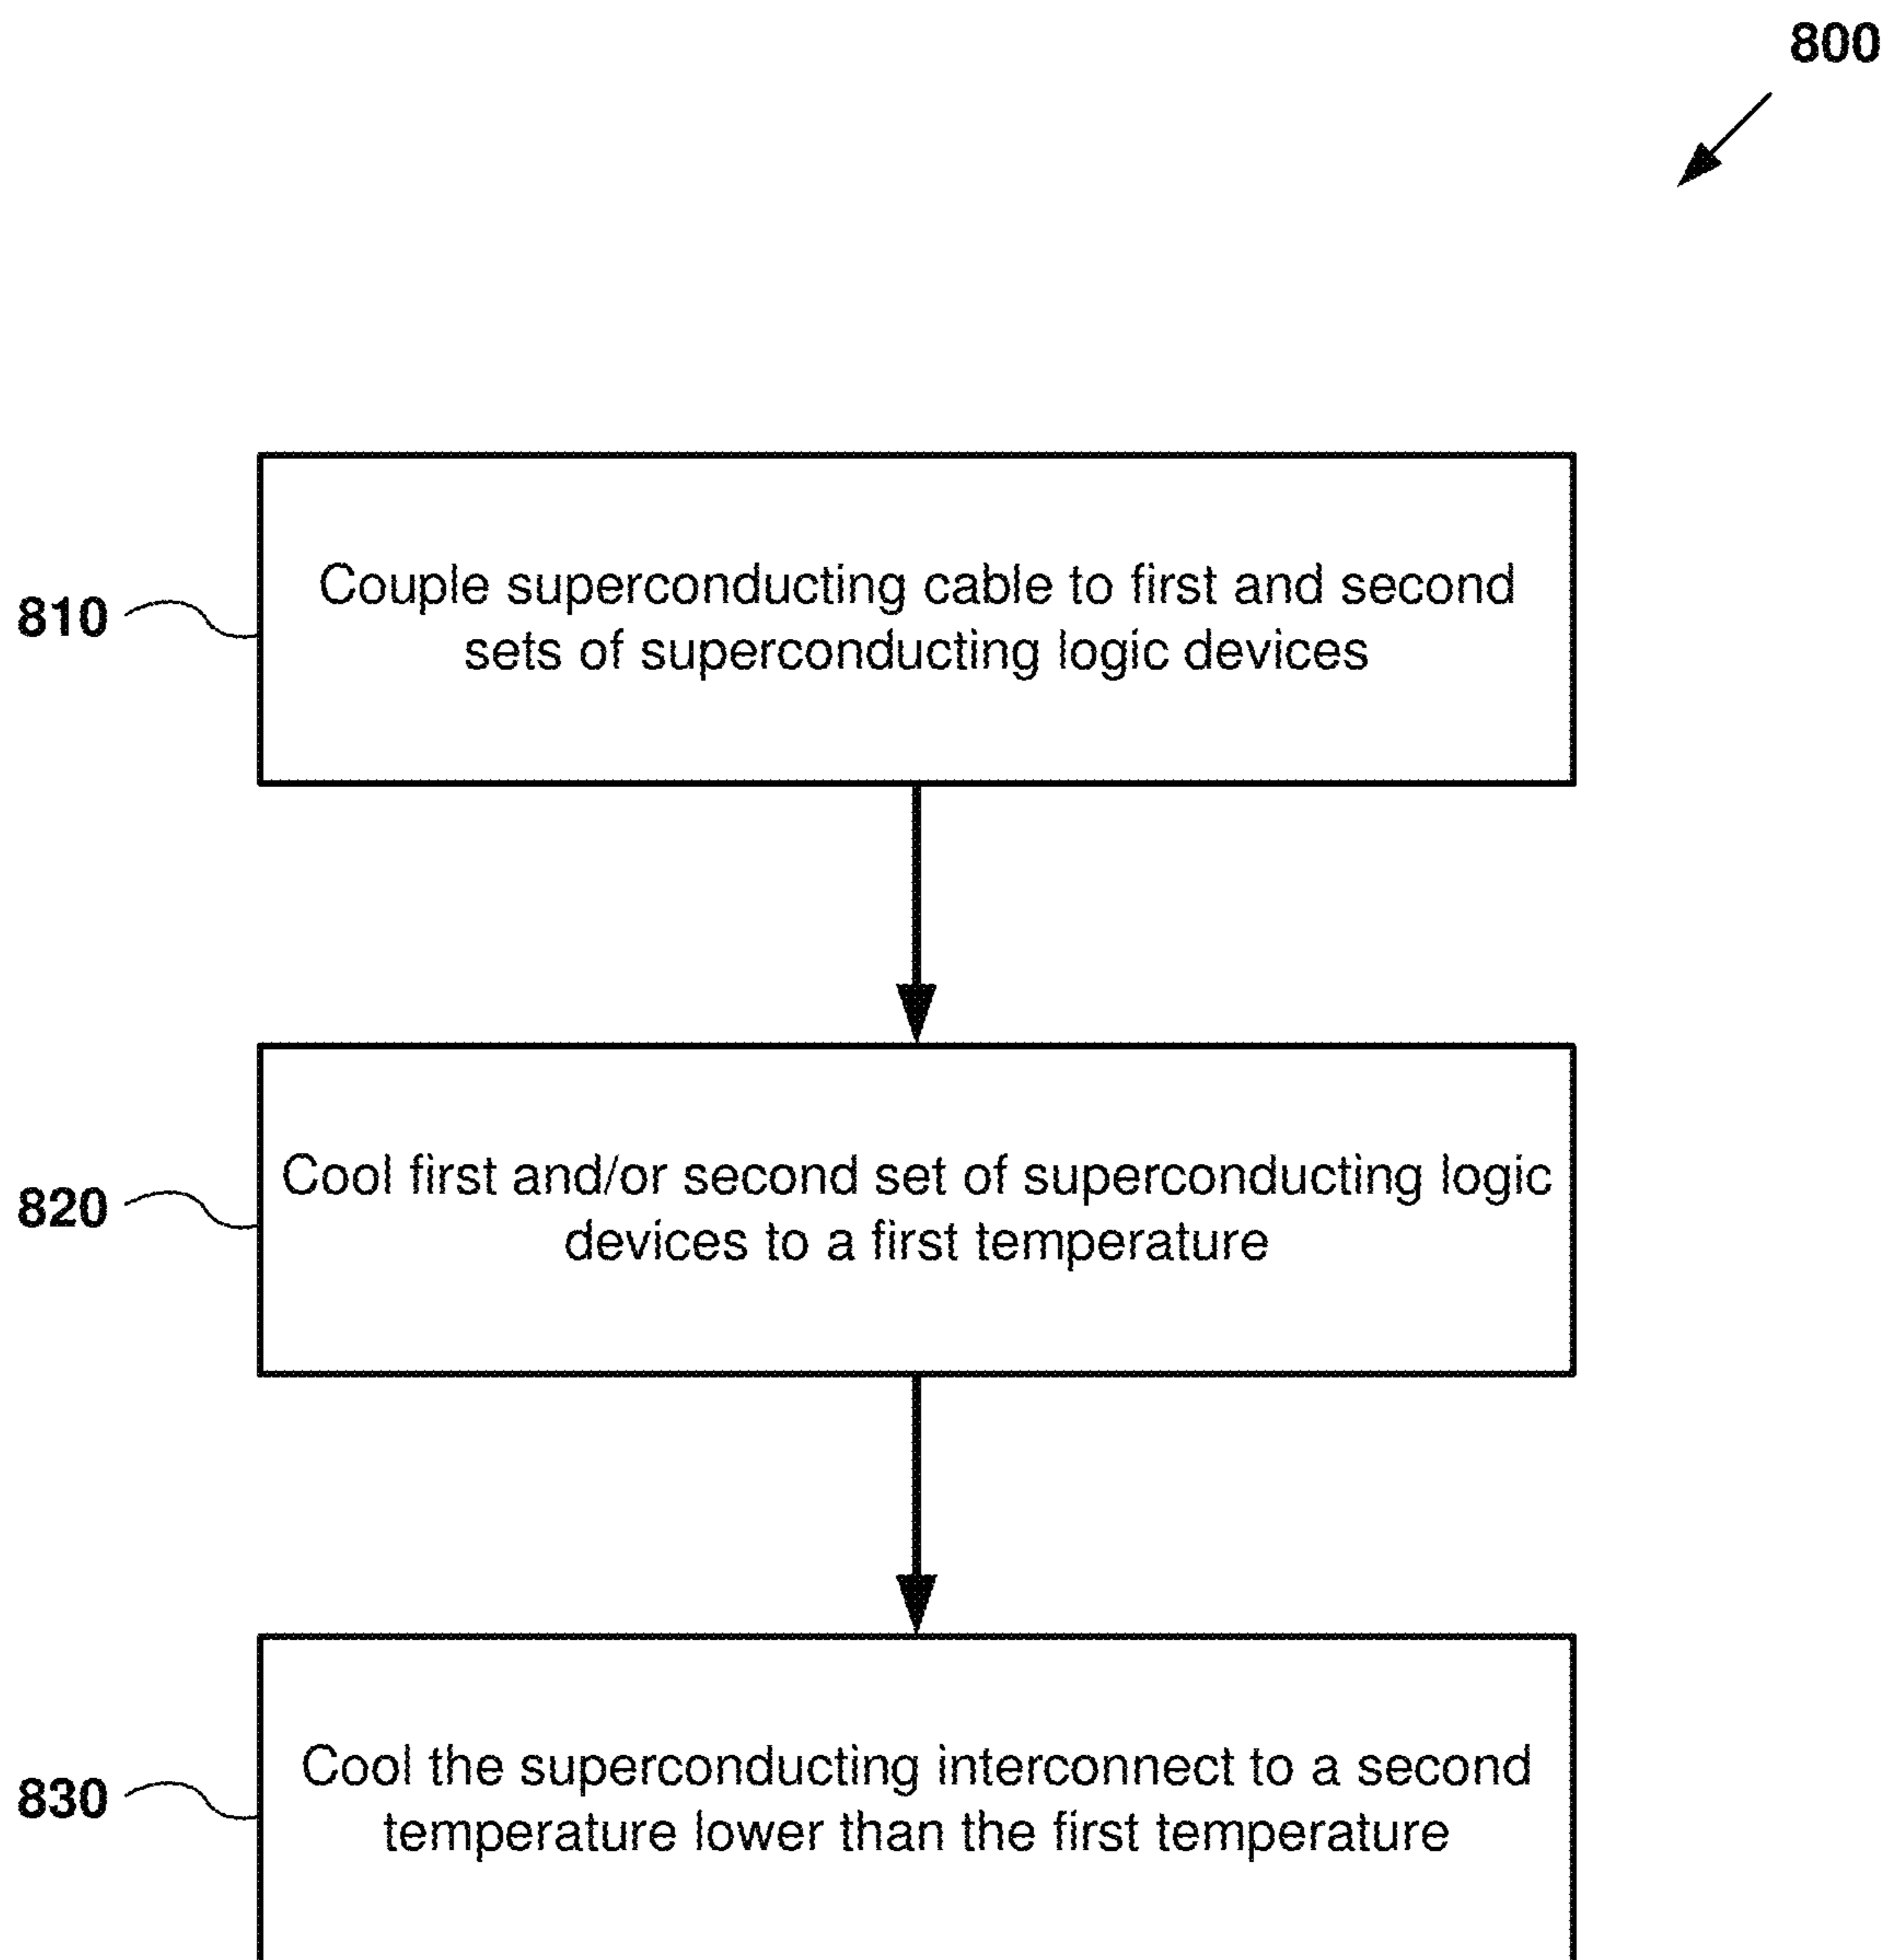 800
810
Couple superconducting cable to first and second
sets of superconducting logic devices
820
Cool first and/or second set of superconducting logic
devices to a first temperature
830
Cool the superconducting interconnect to a second
temperature lower than the first temperature